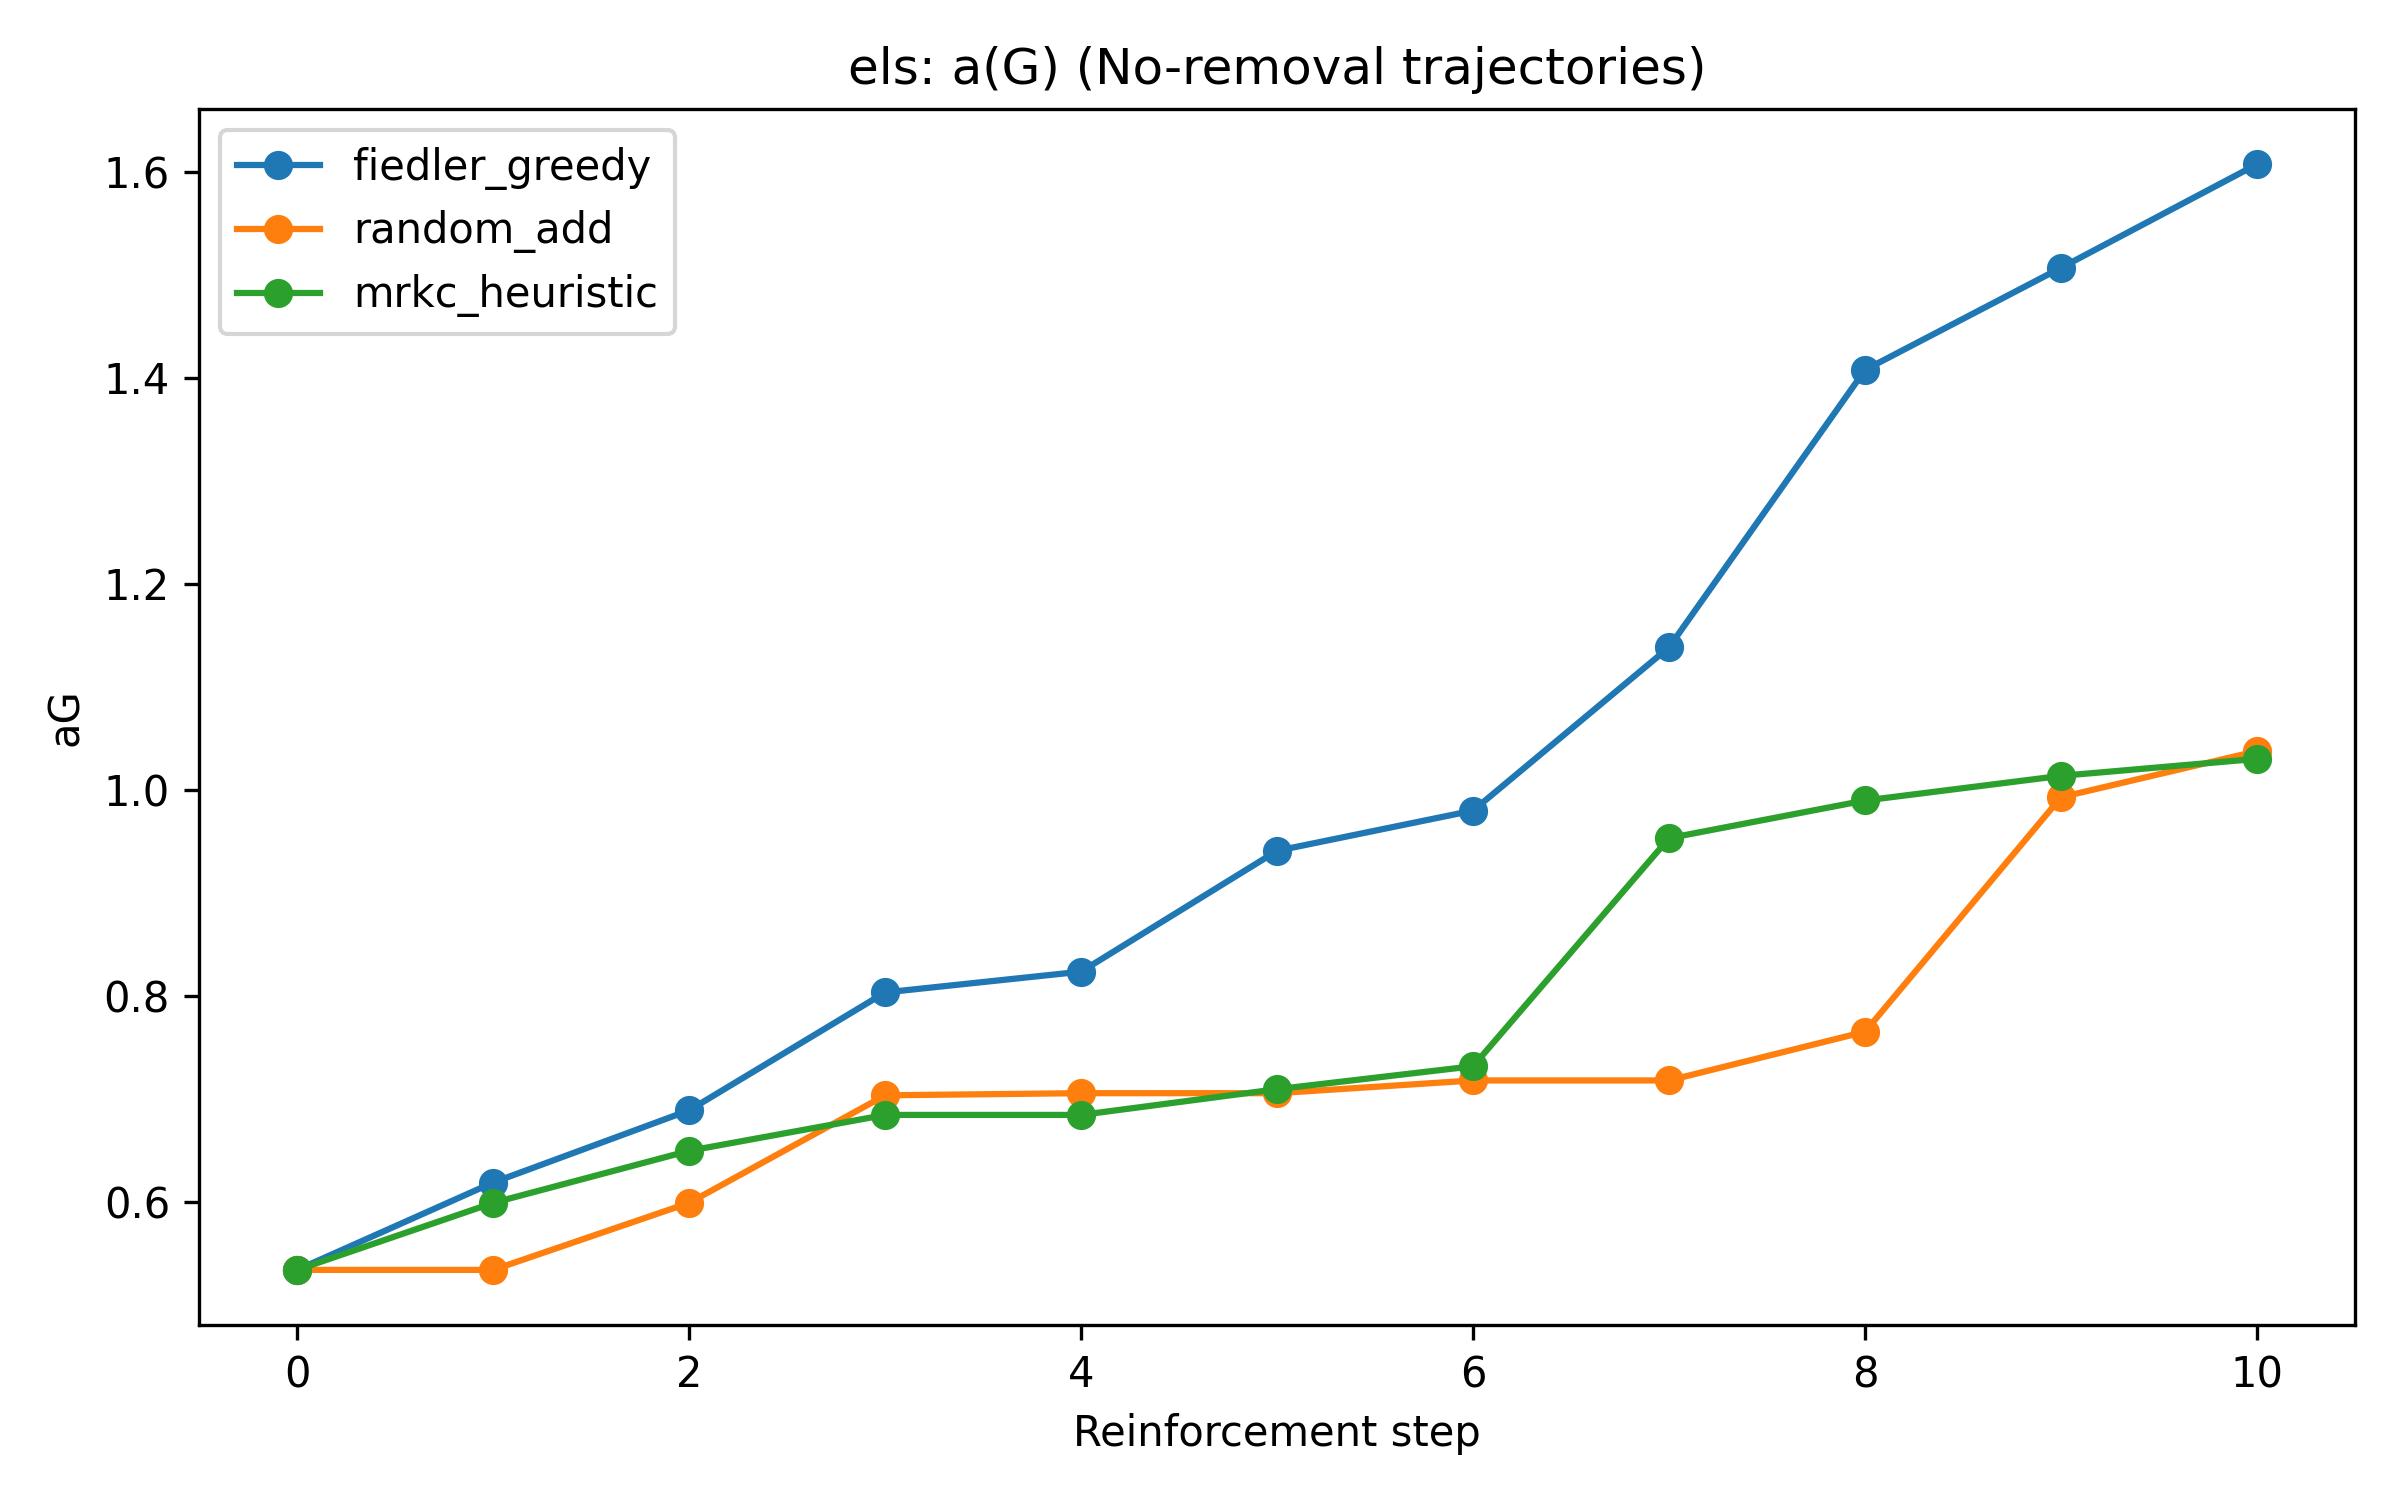 els: a(G) (No-removal trajectories)
fiedler_greedy
random_add
mrkc_heuristic
aG
1.6
1.4
1.2
1.0
0.8
0.6
0 2 4 6 8 10
Reinforcement step